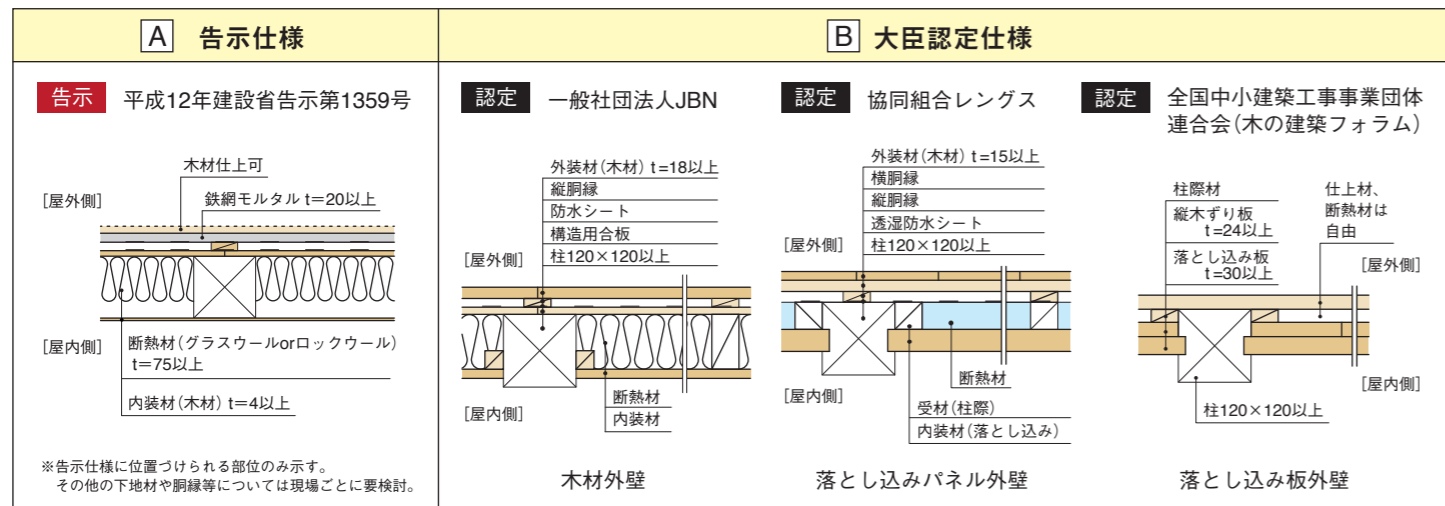 A 告示仕様
B 大臣認定仕様
告示 平成12年建設省告示第1359号
木材仕上可
[屋外側]
鉄網モルタル t＝20以上
[屋内側]
断熱材(グラスウールorロックウール)
t＝75以上
内装材(木材) t＝4以上
※告示仕様に位置づけられる部位のみ示す。
その他の下地材や胴縁等については現場ごとに要検討。
認定 一般社団法人JBN
外装材(木材) t＝18以上
縦胴縁
防水シート
構造用合板
柱120×120以上
[屋外側]
[屋内側]
断熱材
内装材
木材外壁
認定 協同組合レングス
外装材(木材) t＝15以上
横胴縁
縦胴縁
透湿防水シート
柱120×120以上
[屋外側]
断熱材
[屋内側]
受材(柱際)
内装材(落とし込み)
落とし込みパネル外壁
認定 全国中小建築工事事業団体
連合会(木の建築フォラム)
柱際材
縦木ずり板
t＝24以上
落とし込み板
t＝30以上
仕上材、
断熱材は
自由
[屋外側]
[屋内側]
柱120×120以上
落とし込み板外壁